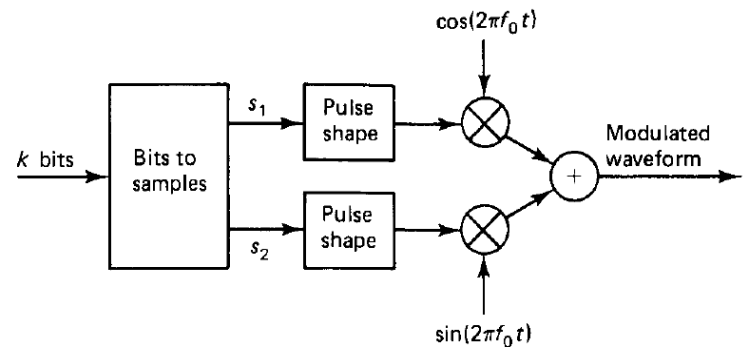 cos(2πf₀t)
s₁
Pulse
shape
Modulated
waveform
k bits
Bits to
samples
+
Pulse
shape
s₂
sin(2πf₀t)